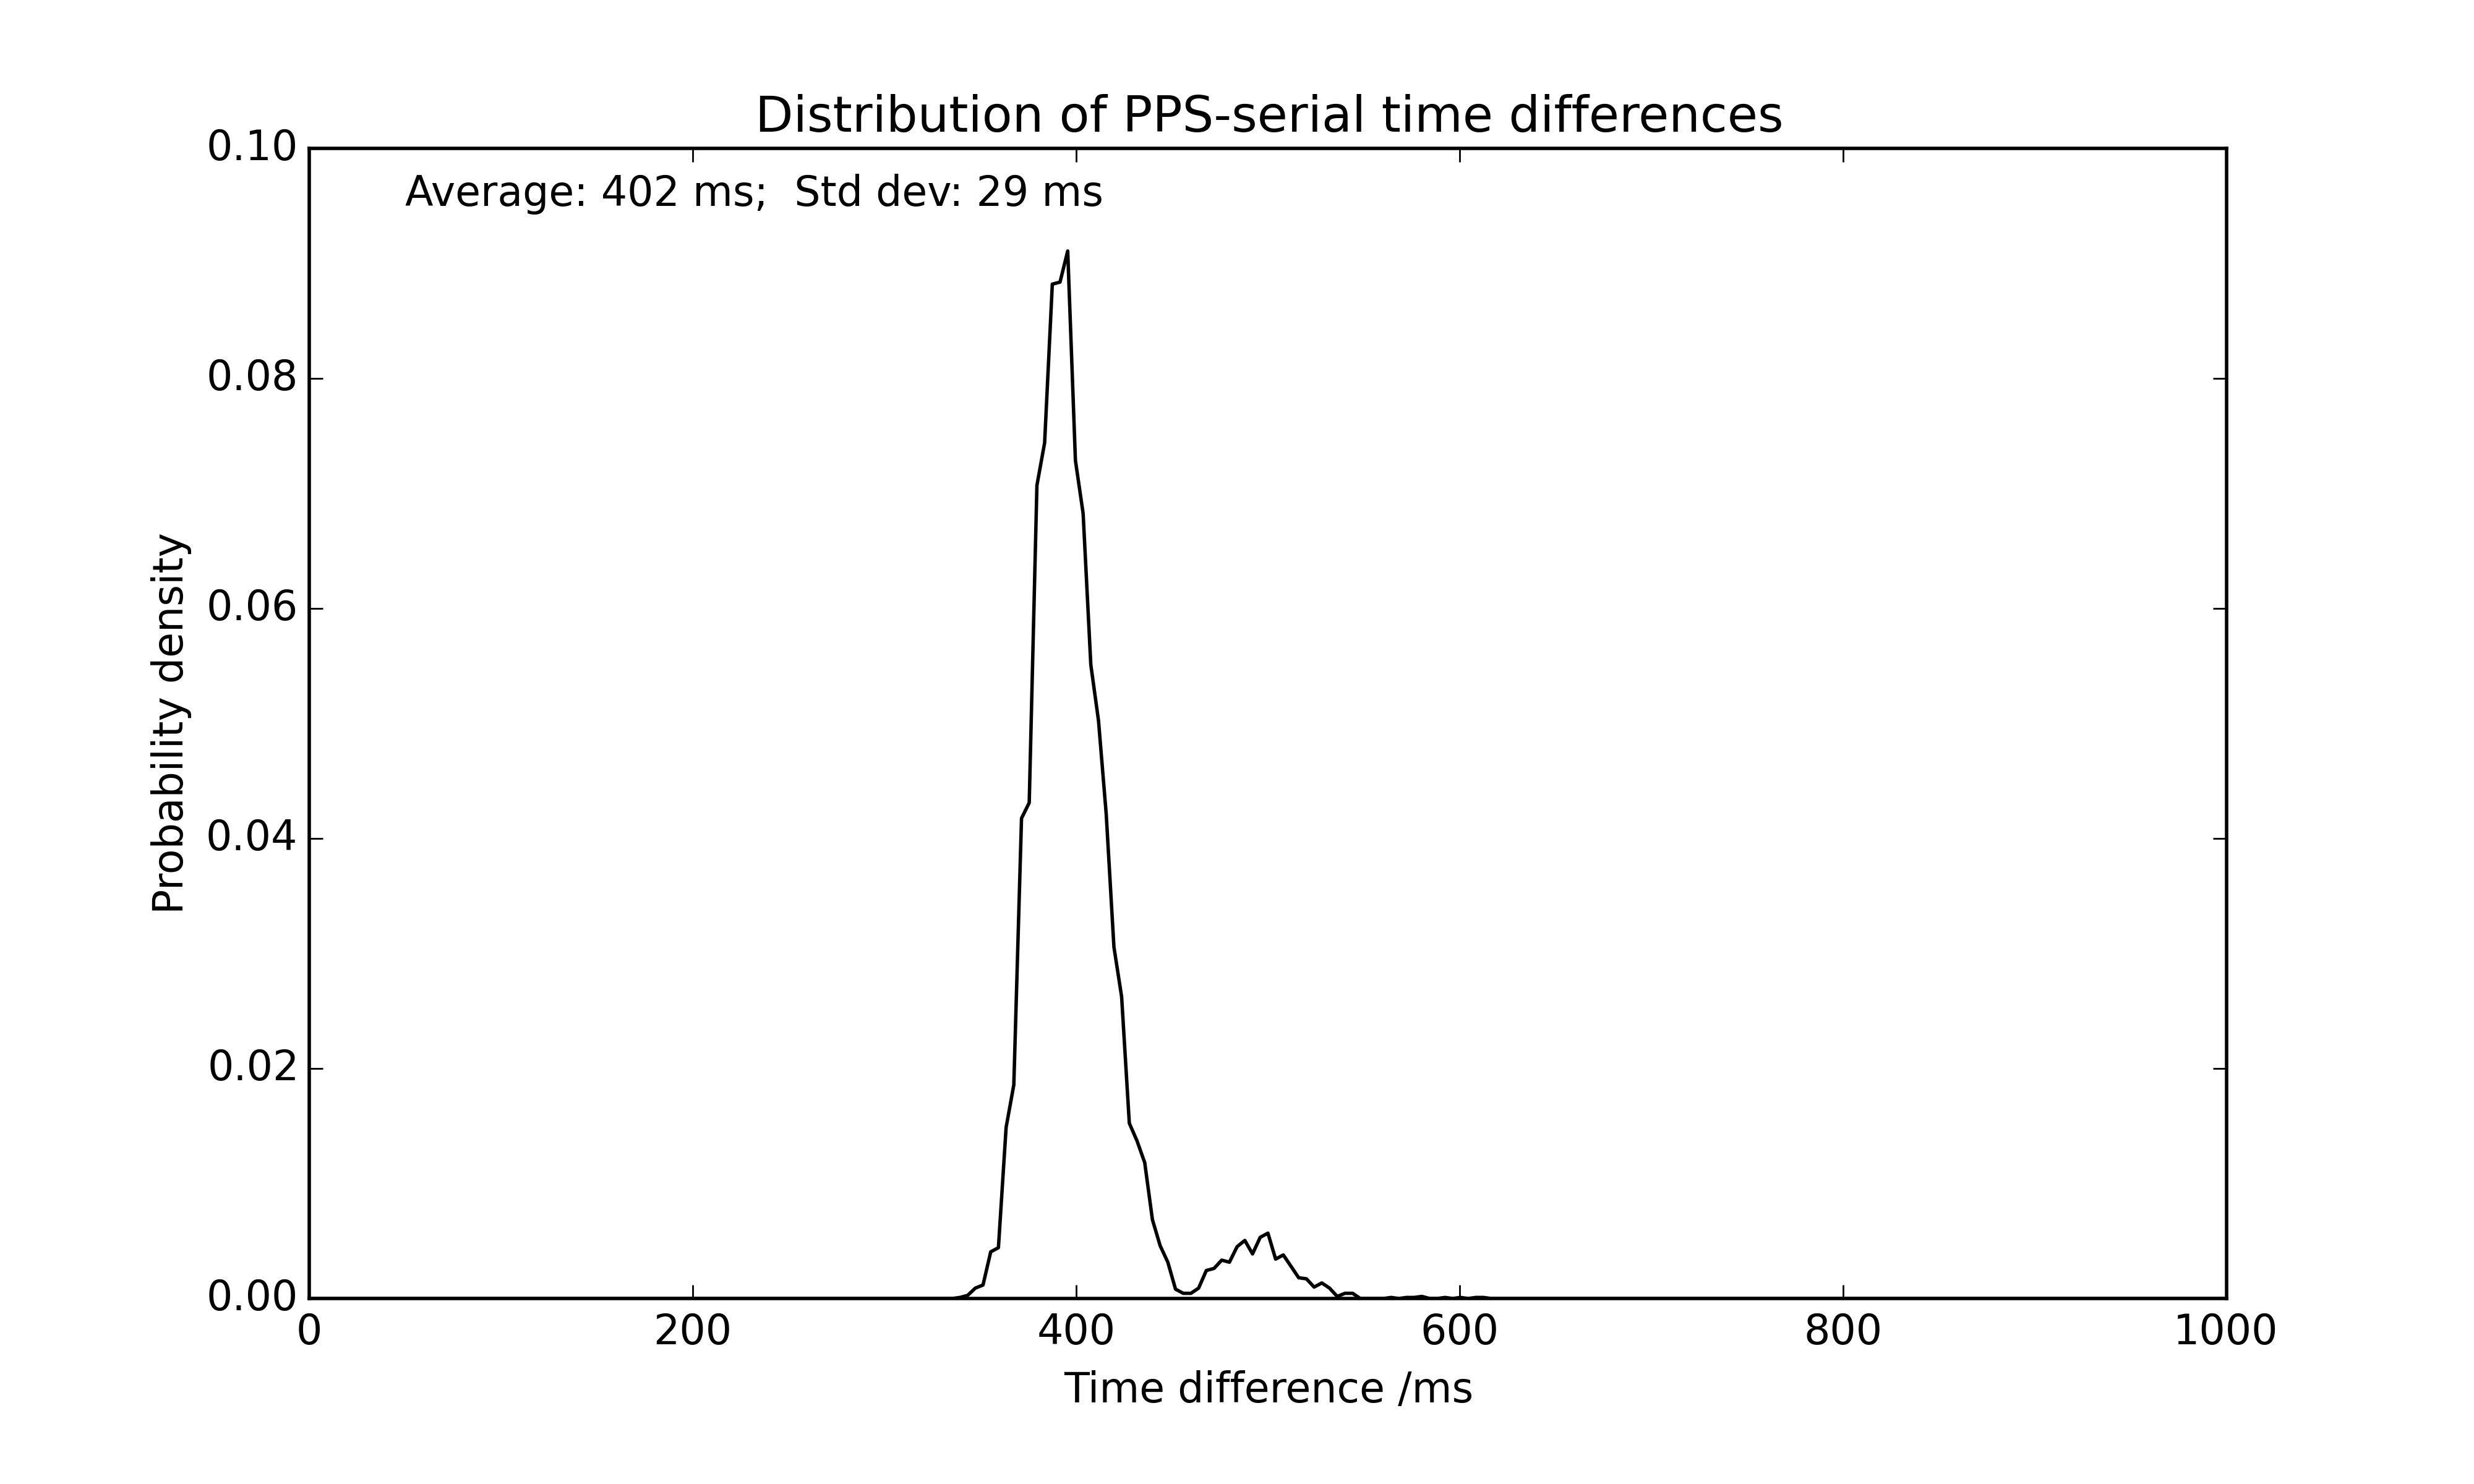 Distribution of PPS-serial time differences
Average: 402 ms;  Std dev: 29 ms
Probability density
0.10
0.08
0.06
0.04
0.02
0.00
0 200 400 600 800 1000
Time difference /ms